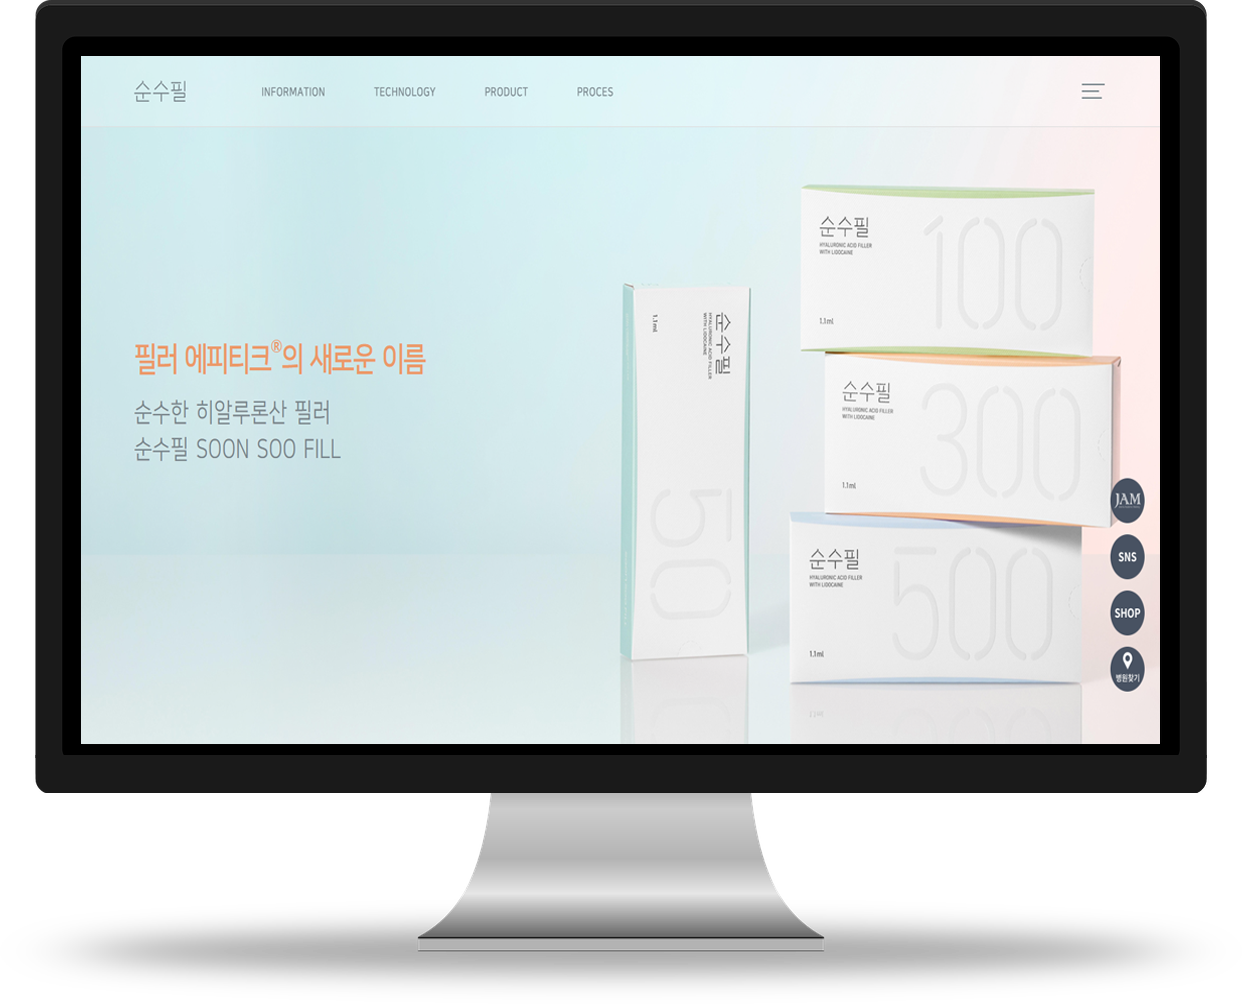 순수필
INFORMATION
TECHNOLOGY
PRODUCT
PROCES
필러 에피티크®의 새로운 이름
순수한 히알루론산 필러
순수필 SOON SOO FILL
1.1ml
순수필
HYALURONIC ACID FILLER
WITH LIDOCAINE
50
순수필
HYALURONIC ACID FILLER
WITH LIDOCAINE
100
1.1ml
순수필
HYALURONIC ACID FILLER
WITH LIDOCAINE
300
1.1ml
순수필
HYALURONIC ACID FILLER
WITH LIDOCAINE
500
1.1ml
JAM
SNS
SHOP
병원찾기